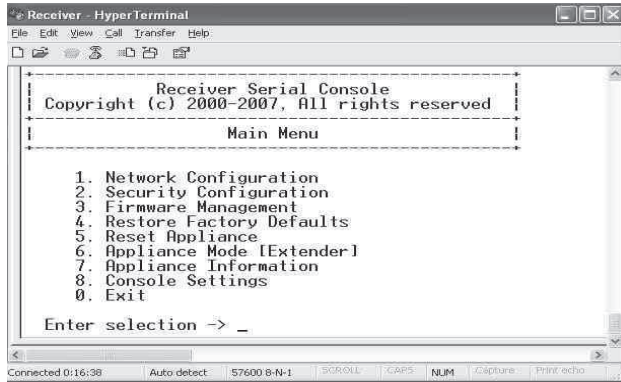 Receiver - HyperTerminal
File Edit View Call Transfer Help
Receiver Serial Console
Copyright (c) 2000-2007, All rights reserved
Main Menu
1. Network Configuration
2. Security Configuration
3. Firmware Management
4. Restore Factory Defaults
5. Reset Appliance
6. Appliance Mode [Extender]
7. Appliance Information
8. Console Settings
0. Exit
Enter selection -> _
Connected 0:16:38 Auto detect 57600 8-N-1 SCROLL CAPS NUM Capture Print echo